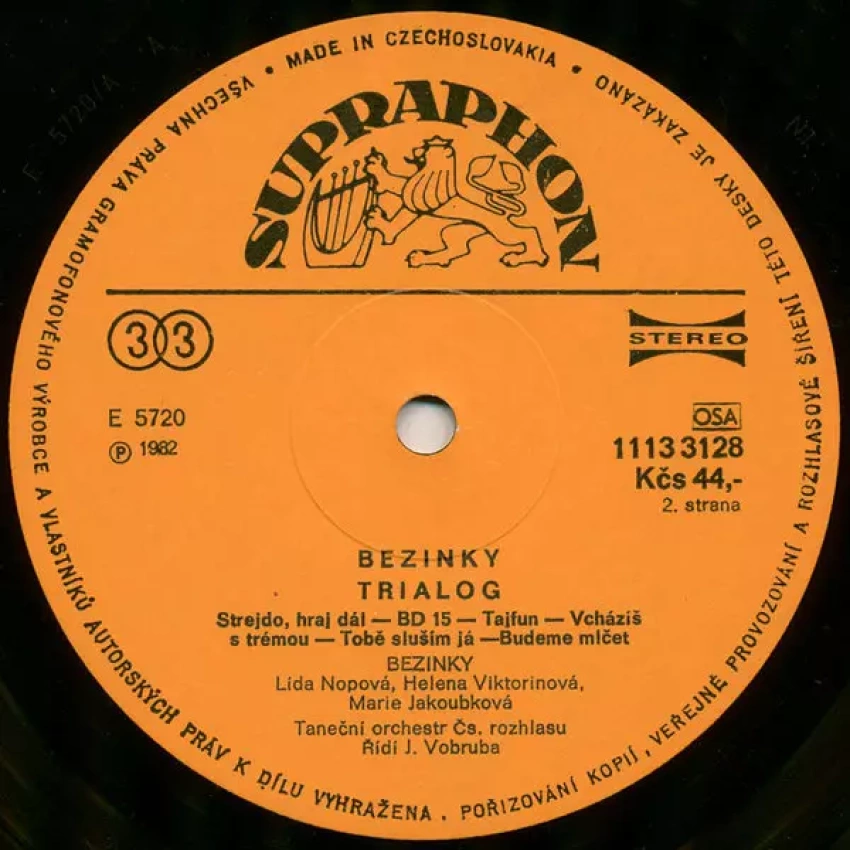 • MADE IN CZECHOSLOVAKIA •
VŠECHNA PRÁVA GRAMOFONOVÉHO VÝROBCE A VLASTNÍKŮ AUTORSKÝCH PRÁV K DÍLU VYHRAŽENA. POŘIZOVÁNÍ KOPIÍ, VEŘEJNÉ PROVOZOVÁNÍ A ROZHLASOVÉ ŠÍŘENÍ TÉTO DESKY JE ZAKÁZÁNO
SUPRAPHON
33
STEREO
E 5720
℗ 1982
OSA
1113 3128
Kčs 44,-
2. strana
BEZINKY
TRIALOG
Strejdo, hraj dál — BD 15 — Tajfun — Vcházíš
s trémou — Tobě sluším já —Budeme mlčet
BEZINKY
Lída Nopová, Helena Viktorinová,
Marie Jakoubková
Taneční orchestr Čs. rozhlasu
Řídí J. Vobruba
E 5720/A